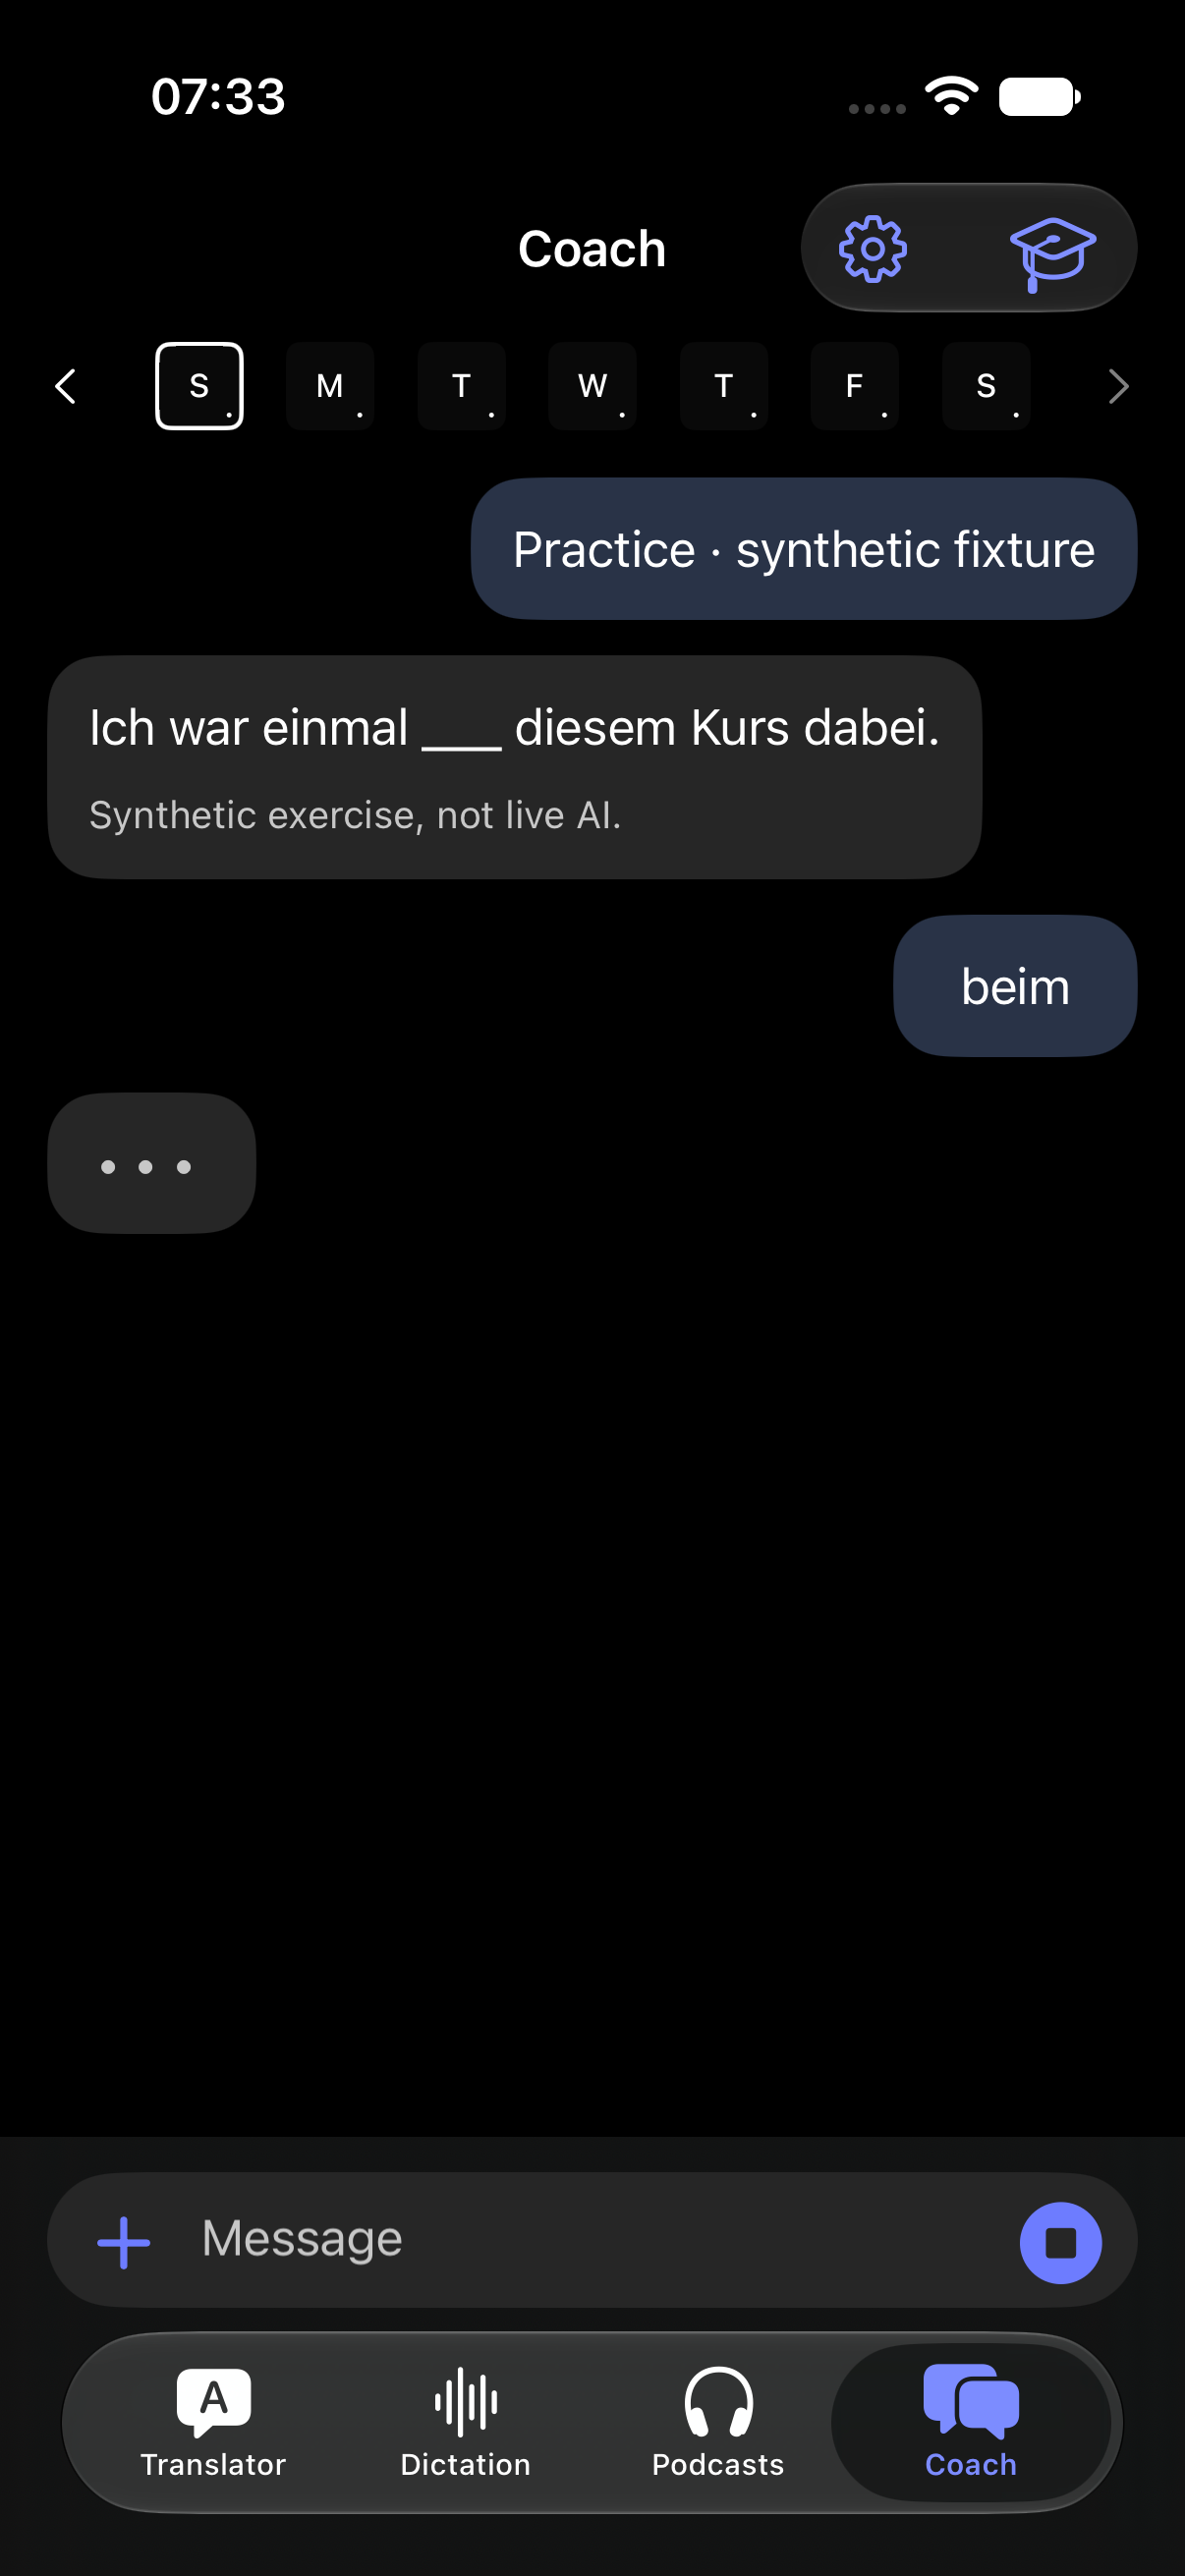 07:33
Coach
S M T W T F S
Practice · synthetic fixture
Ich war einmal ___ diesem Kurs dabei.
Synthetic exercise, not live AI.
beim
Message
A
Translator Dictation Podcasts Coach